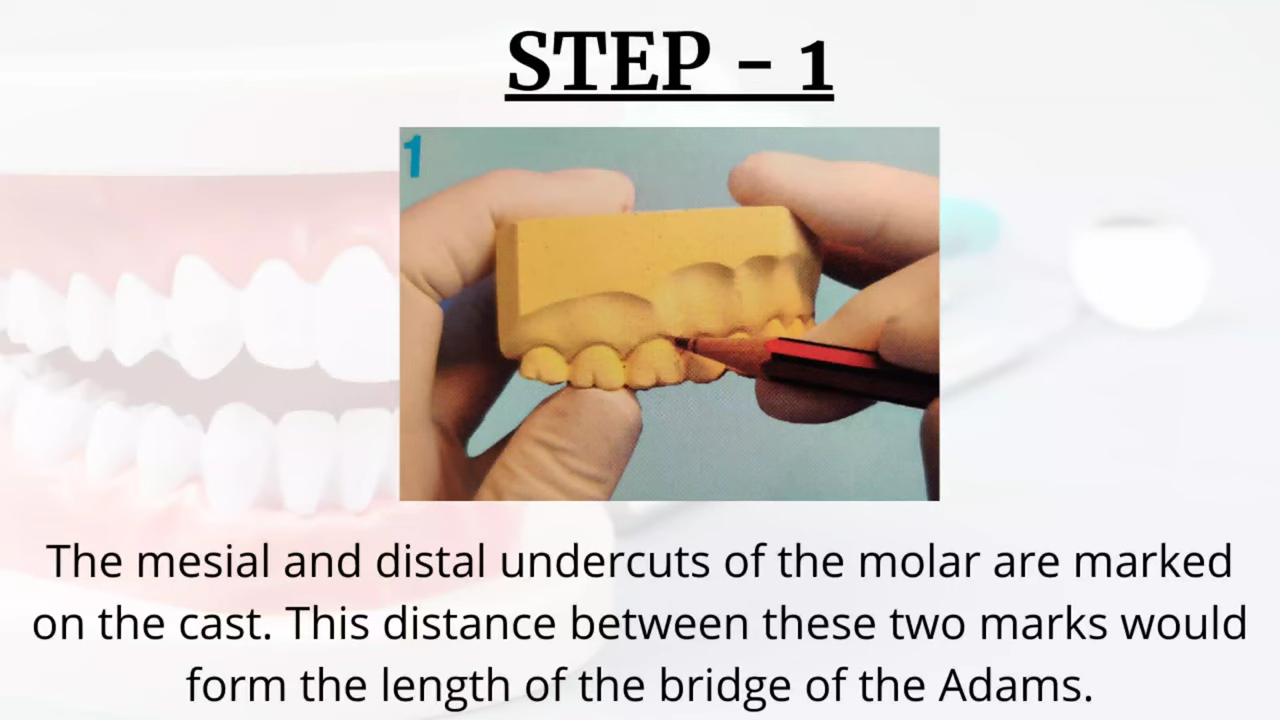 STEP - 1
1
The mesial and distal undercuts of the molar are marked
on the cast. This distance between these two marks would
form the length of the bridge of the Adams.